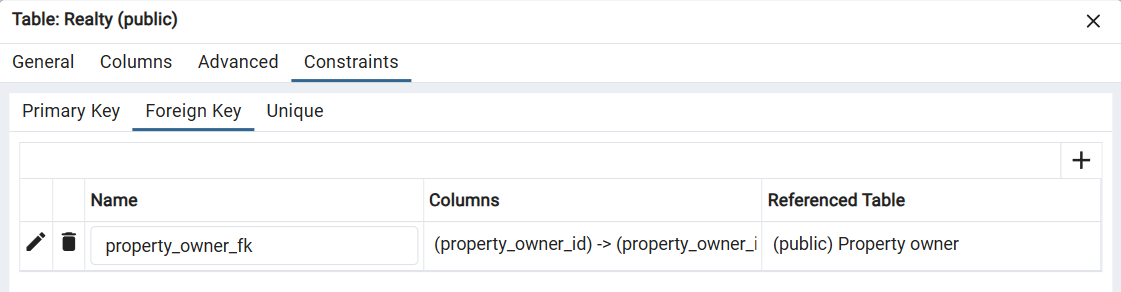 Table: Realty (public)
General Columns Advanced Constraints
Primary Key Foreign Key Unique
Name Columns Referenced Table
property_owner_fk (property_owner_id) -> (property_owner_i (public) Property owner